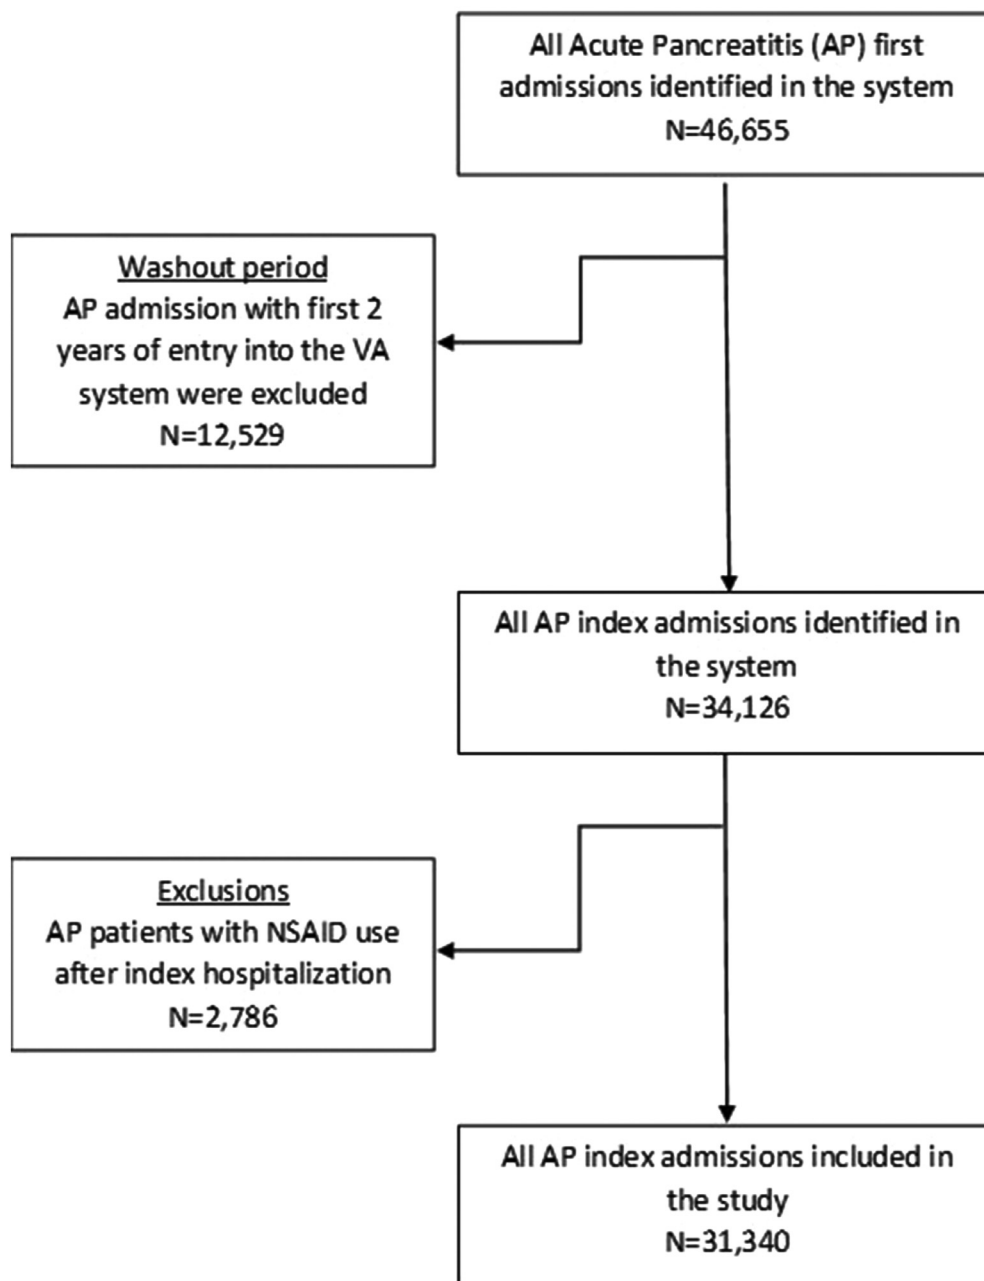 All Acute Pancreatitis (AP) first
admissions identified in the system
N=46,655
Washout period
AP admission with first 2
years of entry into the VA
system were excluded
N=12,529
All AP index admissions identified in
the system
N=34,126
Exclusions
AP patients with NSAID use
after index hospitalization
N=2,786
All AP index admissions included in
the study
N=31,340